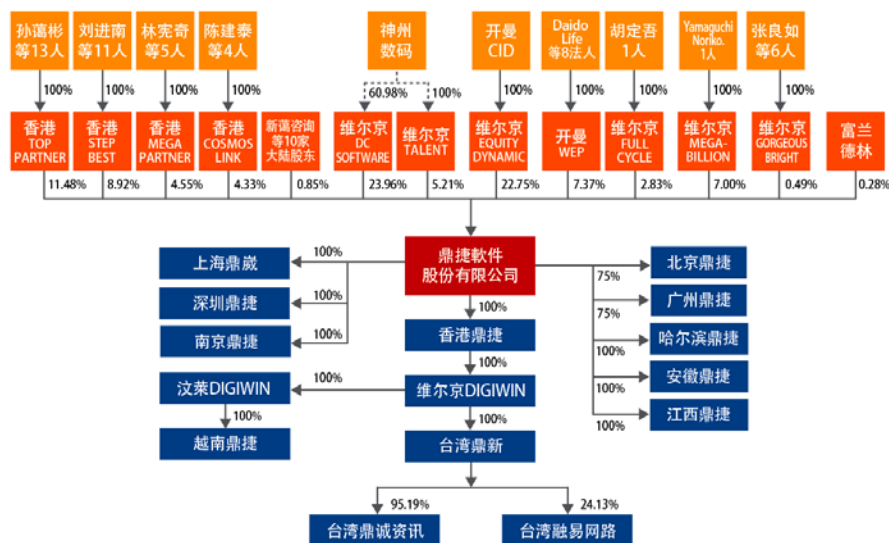 孙蔼彬
等13人
刘进南
等11人
林宪奇
等5人
陈建泰
等4人
神州
数码
开曼
CID
Daido
Life
等8法人
胡定吾
1人
Yamaguchi
Noriko.
1人
张良如
等6人
100%
100%
100%
100%
60.98%
100%
100%
100%
100%
100%
100%
香港
TOP
PARTNER
香港
STEP
BEST
香港
MEGA
PARTNER
香港
COSMOS
LINK
新蔼咨询
等10家
大陆股东
维尔京
DC
SOFTWARE
维尔京
TALENT
维尔京
EQUITY
DYNAMIC
开曼
WEP
维尔京
FULL
CYCLE
维尔京
MEGA-
BILLION
维尔京
GORGEOUS
BRIGHT
富兰
德林
11.48%
8.92%
4.55%
4.33%
0.85%
23.96%
5.21%
22.75%
7.37%
2.83%
7.00%
0.49%
0.28%
鼎捷軟件
股份有限公司
上海鼎崴
100%
深圳鼎捷
100%
南京鼎捷
100%
北京鼎捷
75%
广州鼎捷
75%
哈尔滨鼎捷
100%
安徽鼎捷
100%
江西鼎捷
100%
100%
香港鼎捷
100%
维尔京DIGIWIN
100%
汶莱DIGIWIN
100%
越南鼎捷
100%
台湾鼎新
95.19%
24.13%
台湾鼎诚资讯
台湾融易网路